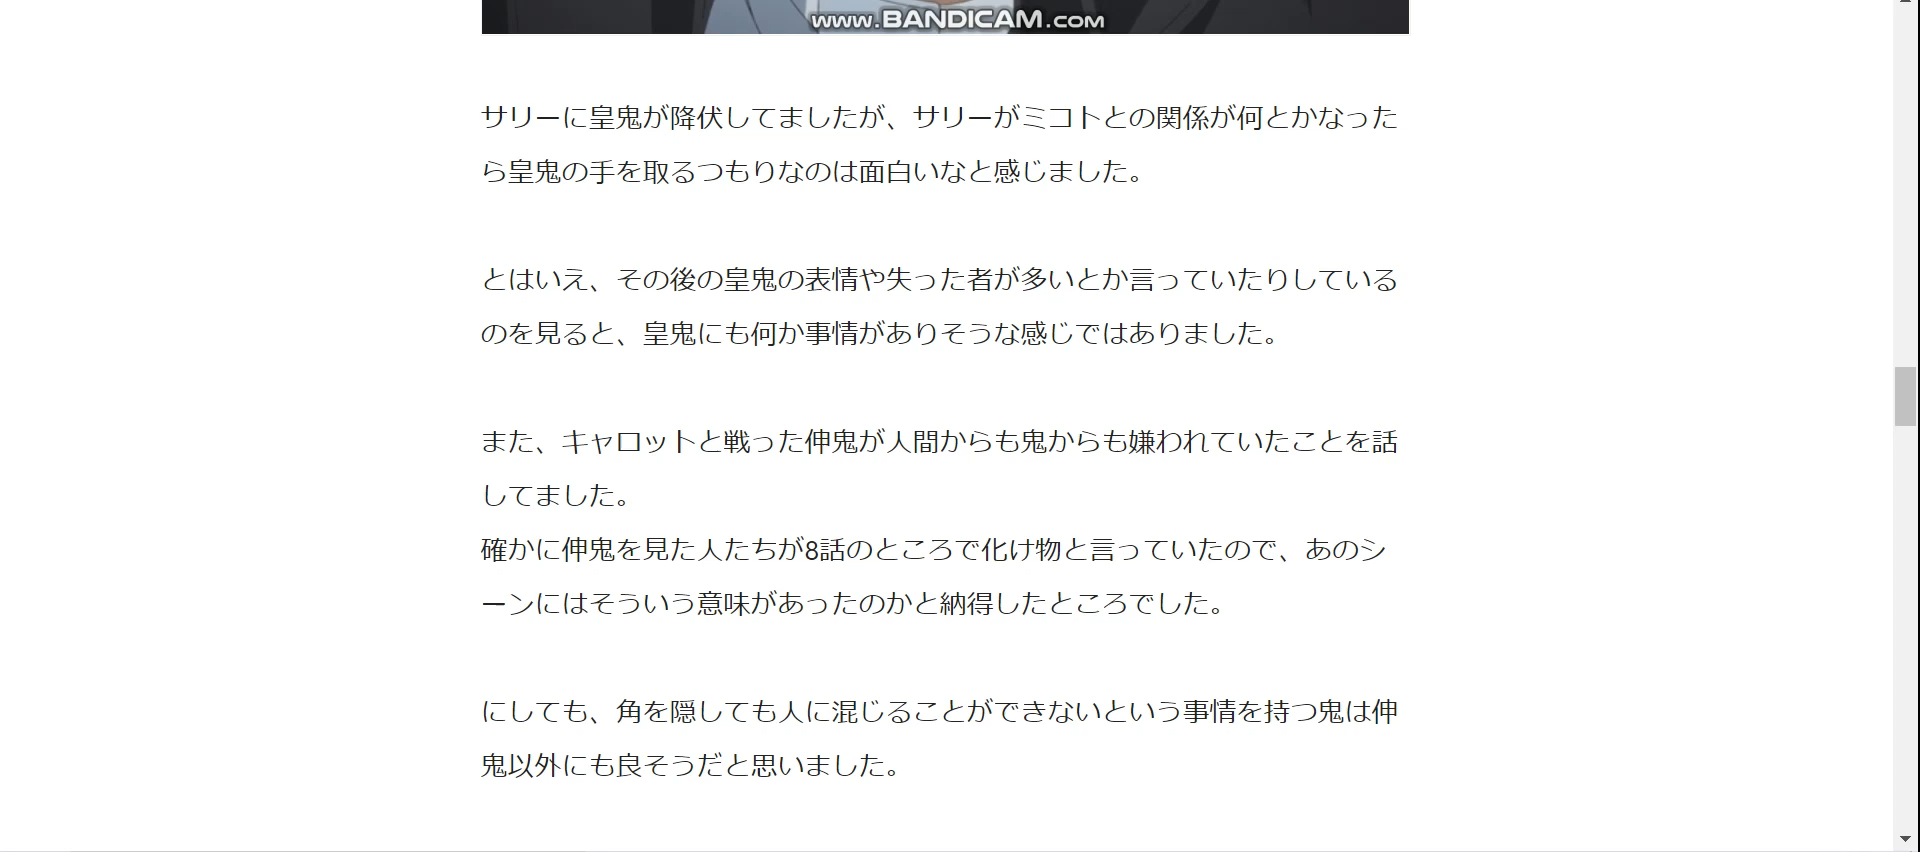 www.BANDICAM.COM
サリーに皇鬼が降伏してましたが、サリーがミコトとの関係が何とかなった
ら皇鬼の手を取るつもりなのは面白いなと感じました。
とはいえ、その後の皇鬼の表情や失った者が多いとか言っていたりしている
のを見ると、皇鬼にも何か事情がありそうな感じではありました。
また、キャロットと戦った伸鬼が人間からも鬼からも嫌われていたことを話
してました。
確かに伸鬼を見た人たちが8話のところで化け物と言っていたので、あのシ
ーンにはそういう意味があったのかと納得したところでした。
にしても、角を隠しても人に混じることができないという事情を持つ鬼は伸
鬼以外にも良そうだと思いました。